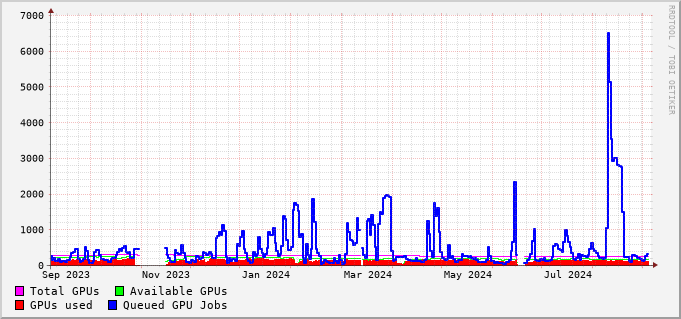 7000
6000
5000
4000
3000
2000
1000
0
Sep 2023 Nov 2023 Jan 2024 Mar 2024 May 2024 Jul 2024
Total GPUs Available GPUs
GPUs used Queued GPU Jobs
RRDTOOL / TOBI OETIKER